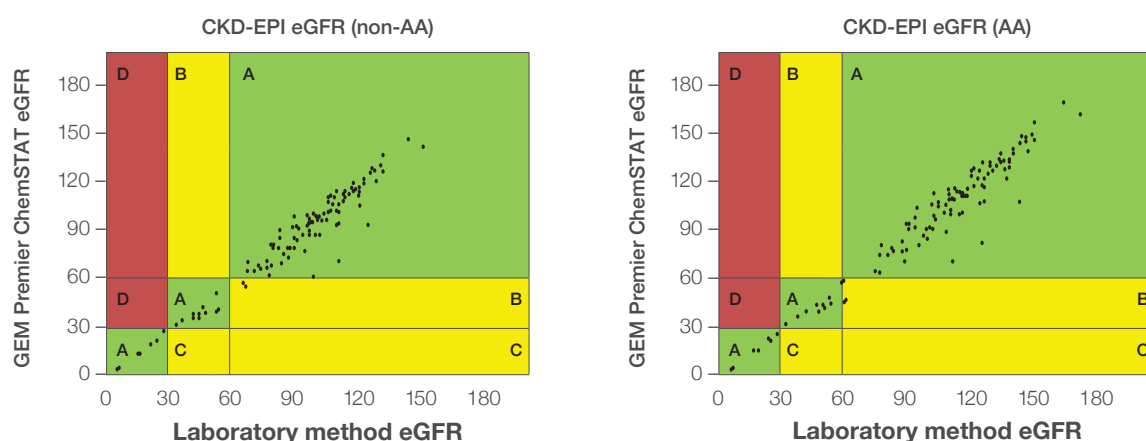 CKD-EPI eGFR (non-AA)
GEM Premier ChemSTAT eGFR
180
150
120
90
60
30
0
D
B
A
D
A
B
A
C
C
0
30
60
90
120
150
180
Laboratory method eGFR
CKD-EPI eGFR (AA)
GEM Premier ChemSTAT eGFR
180
150
120
90
60
30
0
D
B
A
D
A
B
A
C
C
0
30
60
90
120
150
180
Laboratory method eGFR